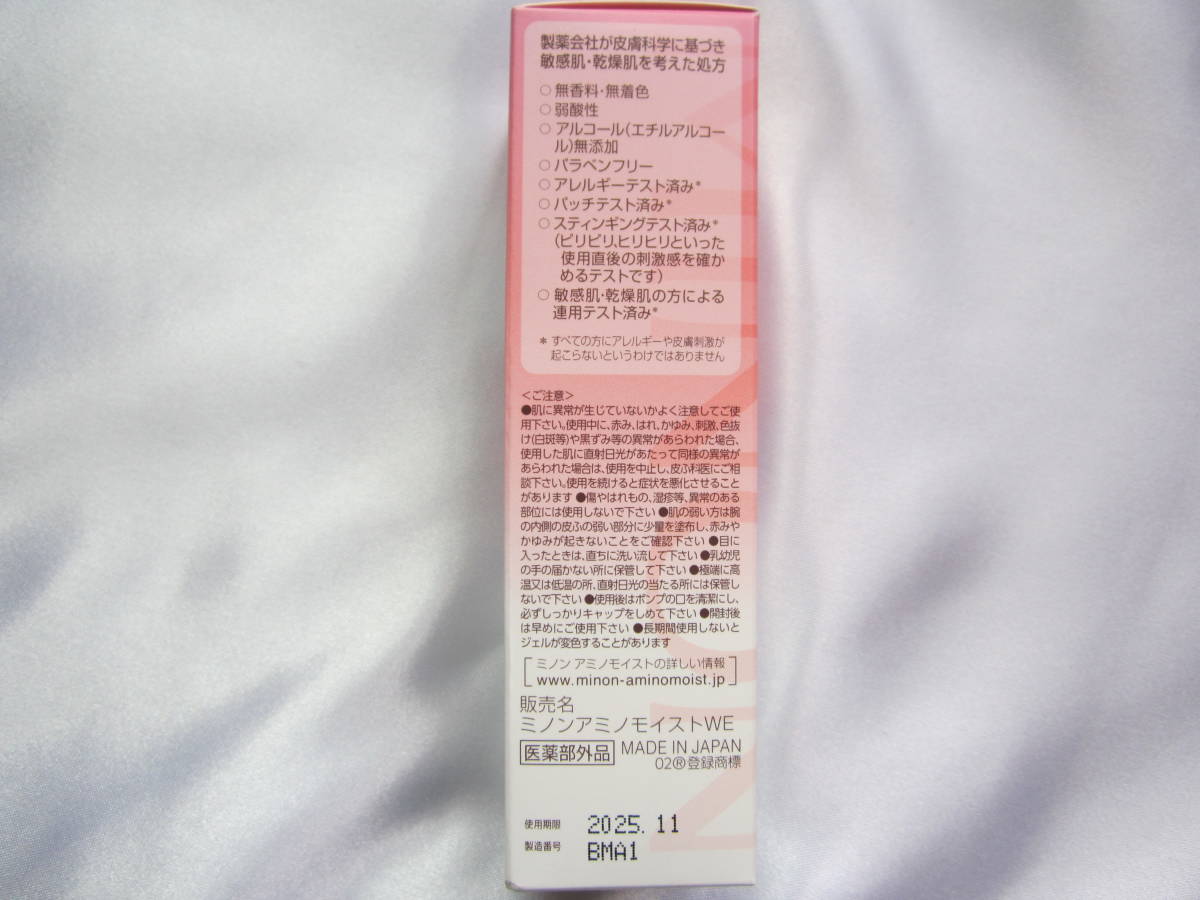 製薬会社が皮膚科学に基づき
敏感肌・乾燥肌を考えた処方
○ 無香料・無着色
○ 弱酸性
○ アルコール(エチルアルコー
ル)無添加
○ パラベンフリー
○ アレルギーテスト済み*
○ パッチテスト済み*
○ スティンギングテスト済み*
(ピリピリ、ヒリヒリといった
使用直後の刺激感を確か
めるテストです)
○ 敏感肌・乾燥肌の方による
連用テスト済み*
* すべての方にアレルギーや皮膚刺激が
起こらないというわけではありません
<ご注意>
●肌に異常が生じていないかよく注意してご使
用下さい。使用中に、赤み、はれ、かゆみ、刺激、色抜
け(白斑等)や黒ずみ等の異常があらわれた場合、
使用した肌に直射日光があたって同様の異常が
あらわれた場合は、使用を中止し、皮ふ科医にご相
談下さい。使用を続けると症状を悪化させること
があります ●傷やはれもの、湿疹等、異常のある
部位には使用しないで下さい ●肌の弱い方は腕
の内側の皮ふの弱い部分に少量を塗布し、赤みや
かゆみが起きないことをご確認下さい ●目に
入ったときは、直ちに洗い流して下さい ●乳幼児
の手の届かない所に保管して下さい ●極端に高
温又は低温の所、直射日光の当たる所には保管し
ないで下さい ●使用後はポンプの口を清潔にし、
必ずしっかりキャップをしめて下さい ●開封後
は早めにご使用下さい ●長期間使用しないと
ジェルが変色することがあります
ミノン アミノモイストの詳しい情報
www.minon-aminomoist.jp
販売名
ミノンアミノモイストWE
医薬部外品 MADE IN JAPAN
02®登録商標
使用期限 2025.11
製造番号 BMA1
MINON